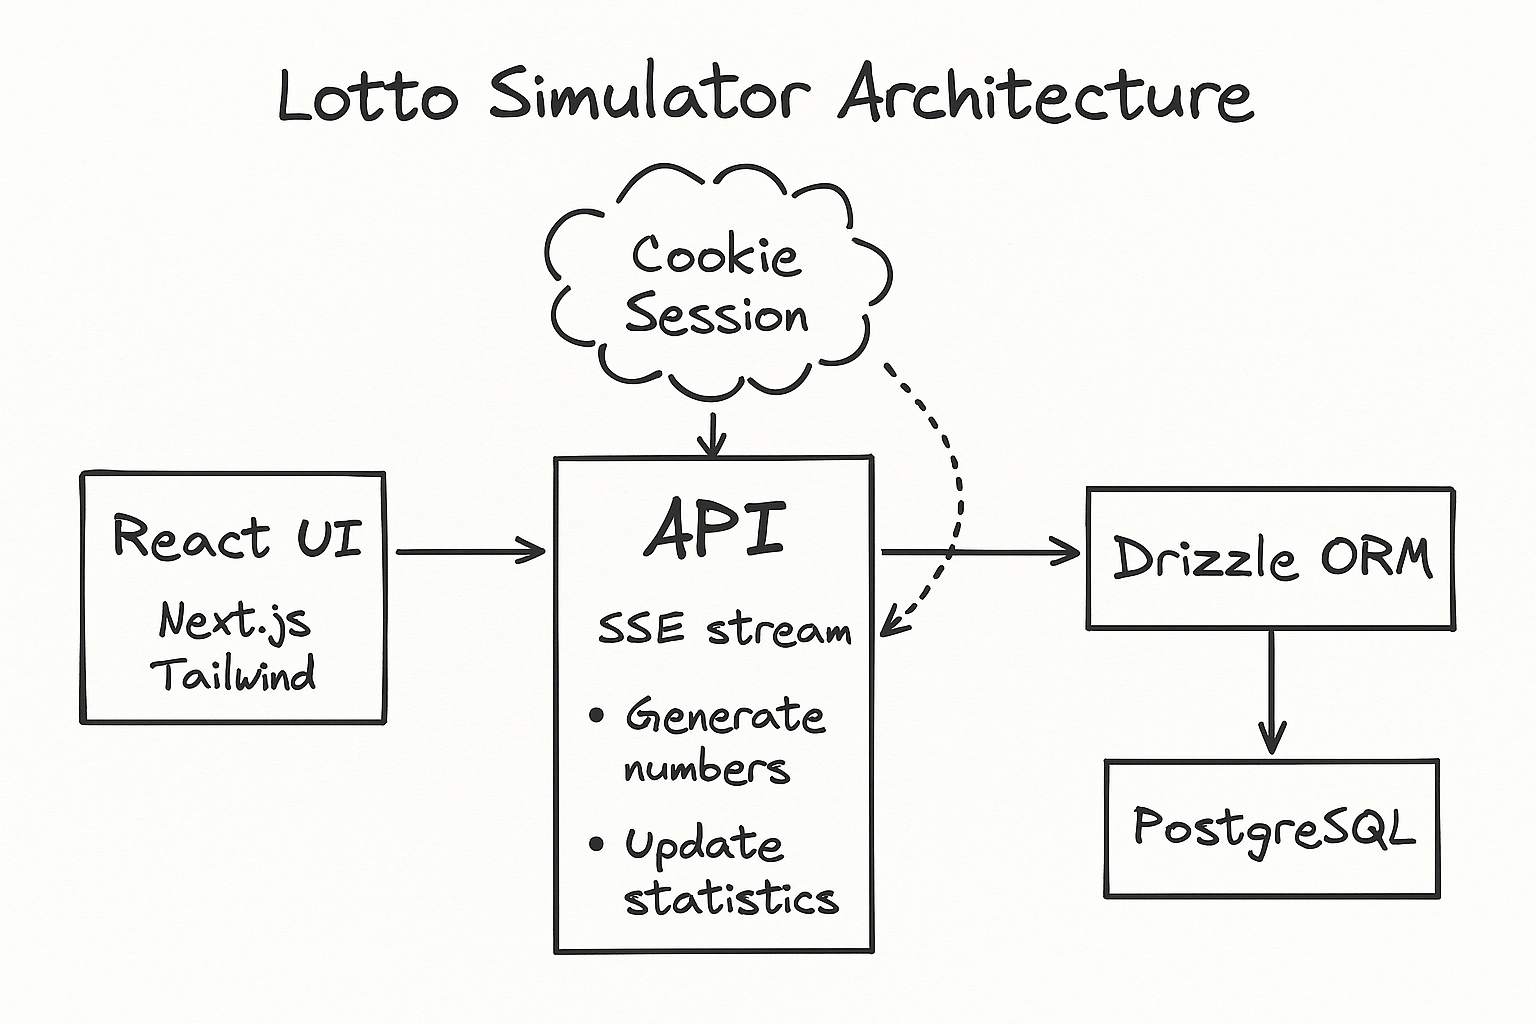 Lotto Simulator Architecture
Cookie
Session
React UI
Next.js
Tailwind
API
SSE stream
• Generate
numbers
• Update
statistics
Drizzle ORM
PostgreSQL